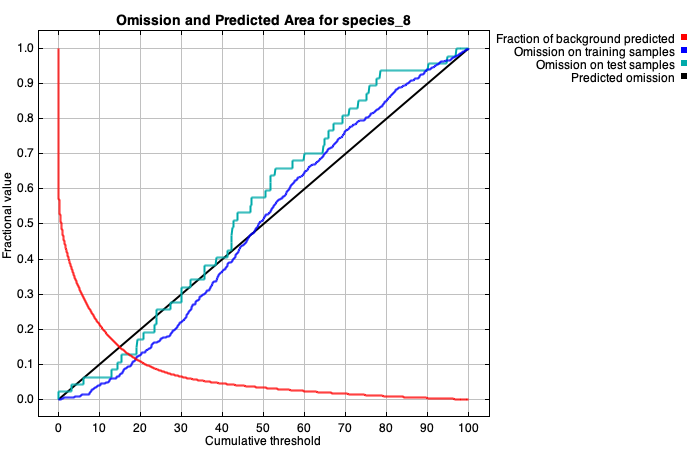 Omission and Predicted Area for species_8
Fraction of background predicted
Omission on training samples
Omission on test samples
Predicted omission
Fractional value
1.0
0.9
0.8
0.7
0.6
0.5
0.4
0.3
0.2
0.1
0.0
0 10 20 30 40 50 60 70 80 90 100
Cumulative threshold